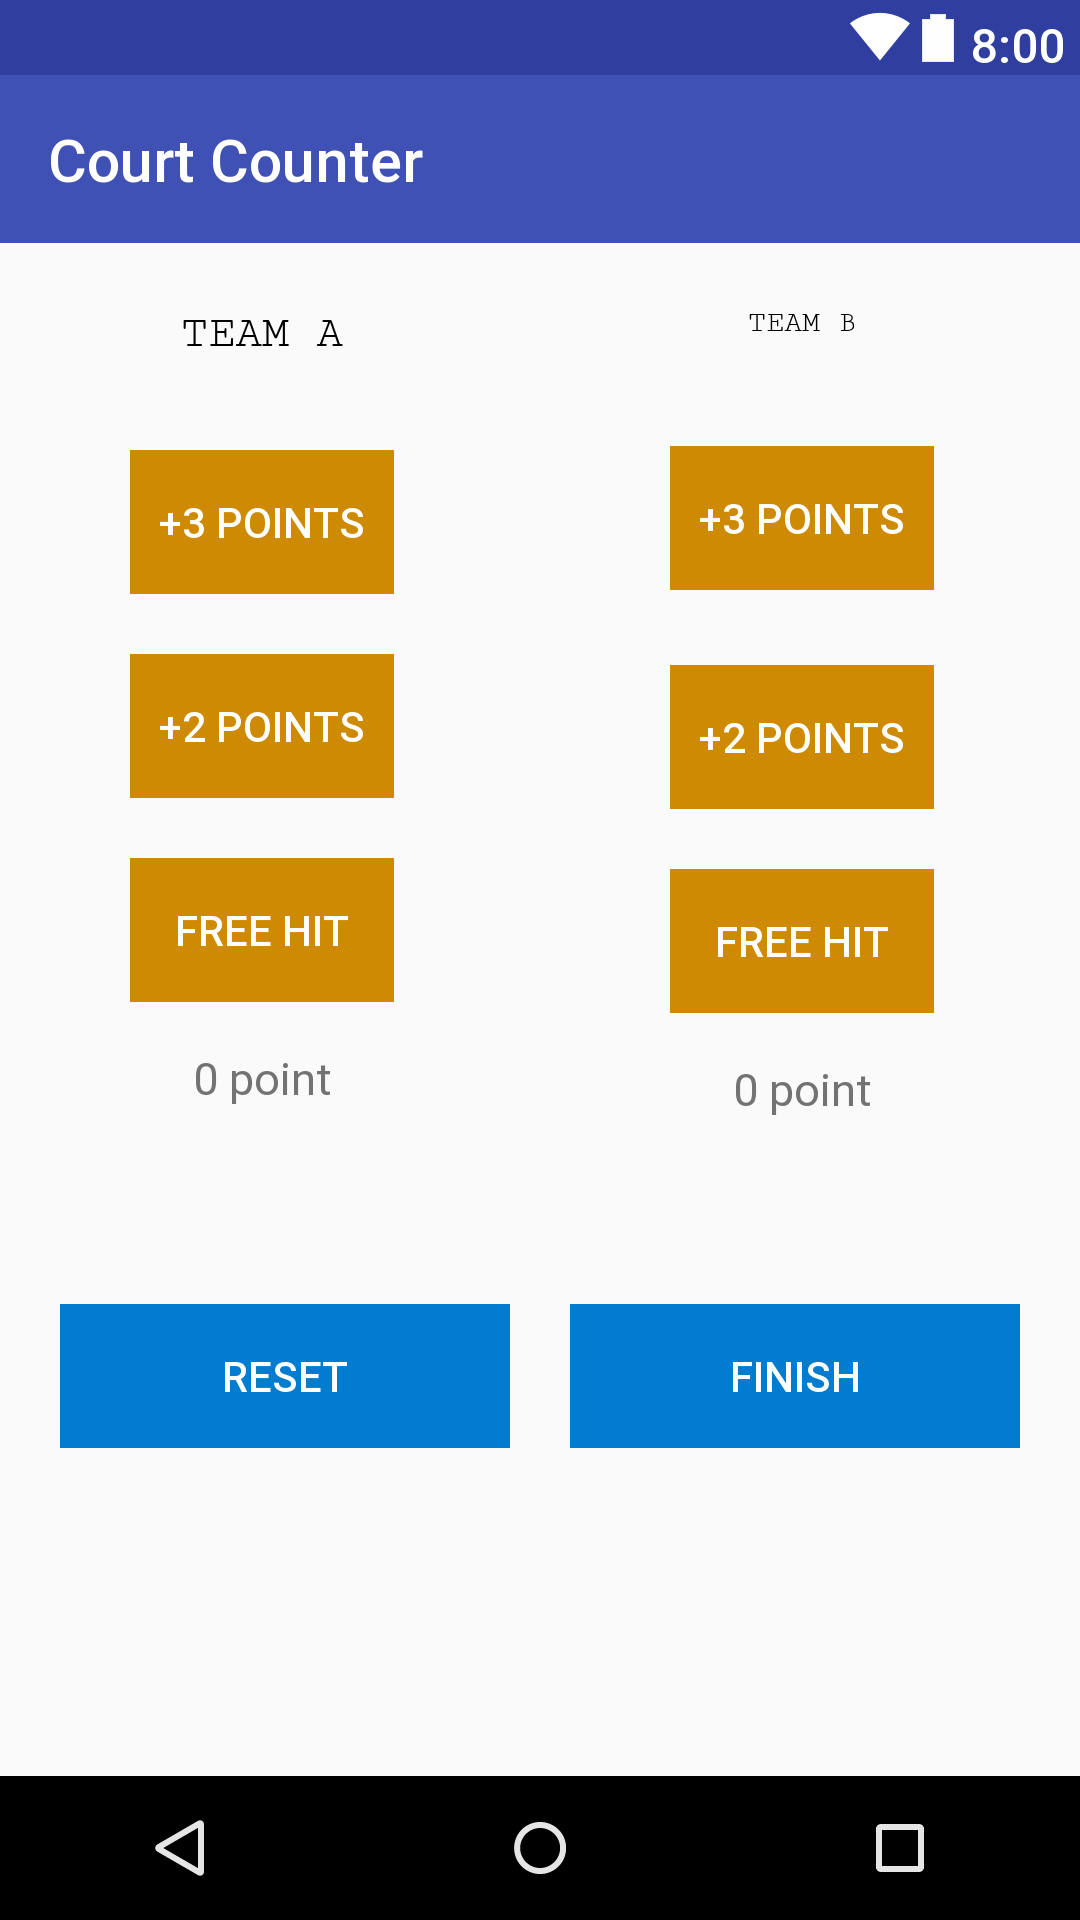 8:00
Court Counter
TEAM A
TEAM B
+3 POINTS
+3 POINTS
+2 POINTS
+2 POINTS
FREE HIT
FREE HIT
0 point
0 point
RESET
FINISH